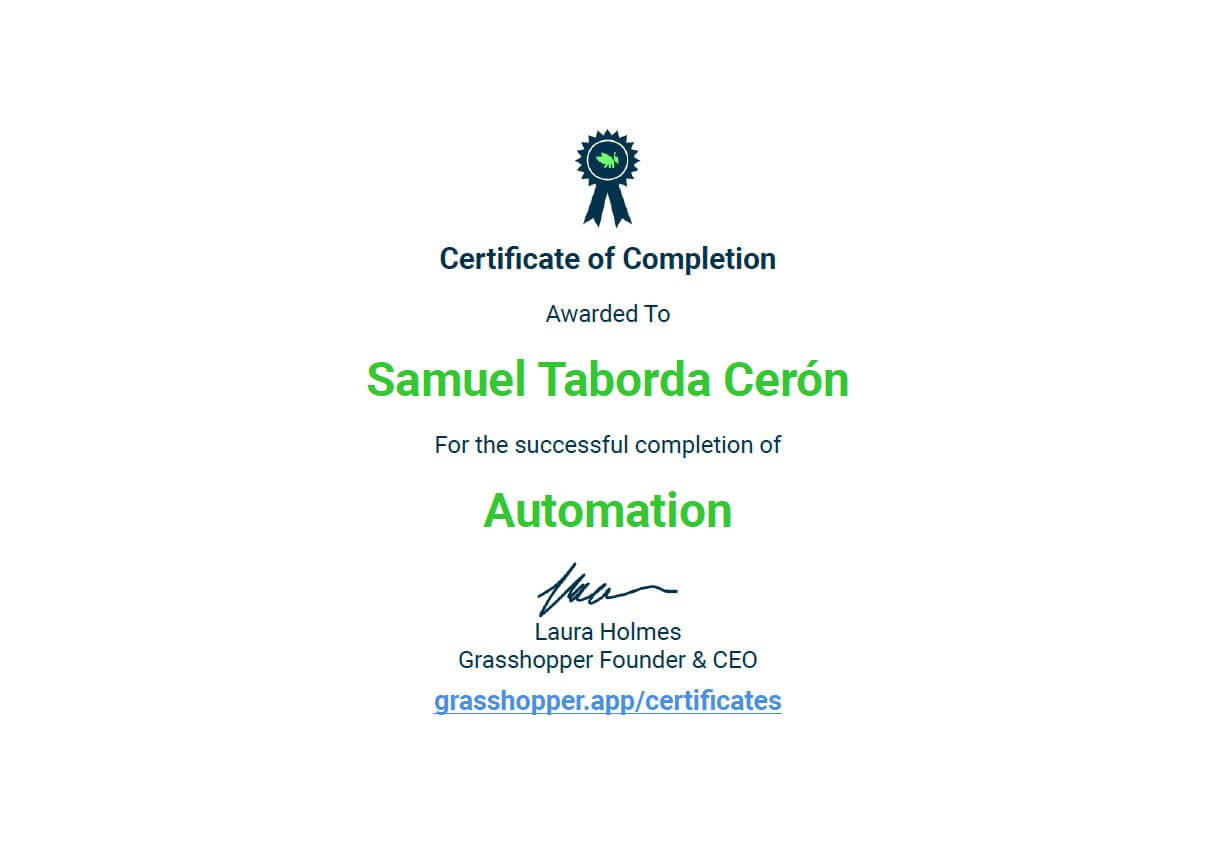 Certificate of Completion
Awarded To
Samuel Taborda Cerón
For the successful completion of
Automation
Laura Holmes
Grasshopper Founder & CEO
grasshopper.app/certificates